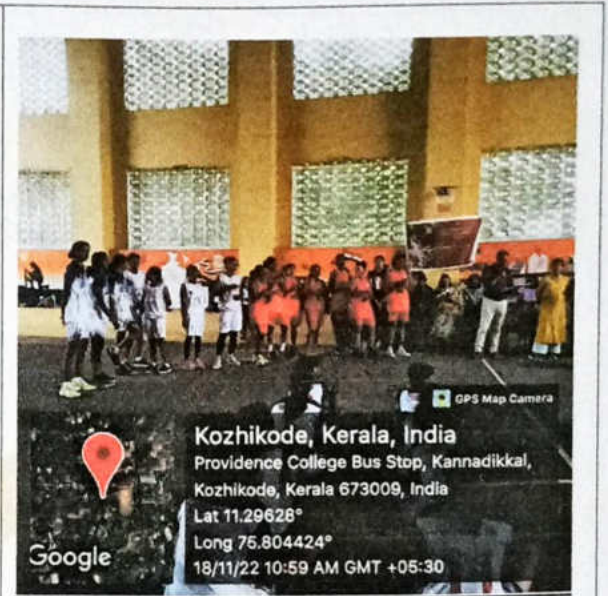 GPS Map Camera
Kozhikode, Kerala, India
Providence College Bus Stop, Kannadikkal,
Kozhikode, Kerala 673009, India
Lat 11.29628°
Long 75.804424°
18/11/22 10:59 AM GMT +05:30
Google